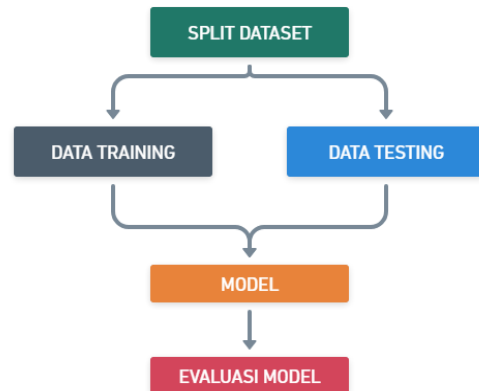 SPLIT DATASET
DATA TRAINING
DATA TESTING
MODEL
EVALUASI MODEL